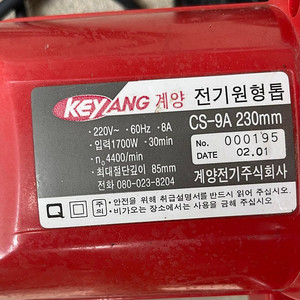 KEYANG 계양 전기원형톱
· 220V~ · 60Hz · 8A CS-9A 230mm
· 입력1700W · 30min No. 000195
· n₀4400/min DATE 02.01
· 최대절단깊이 85mm
전화 080-023-8204 계양전기주식회사
주의 · 안전을 위해 취급설명서를 반드시 읽어 주십시오.
· 비가오는 장소에서는 사용을 금해 주십시오.